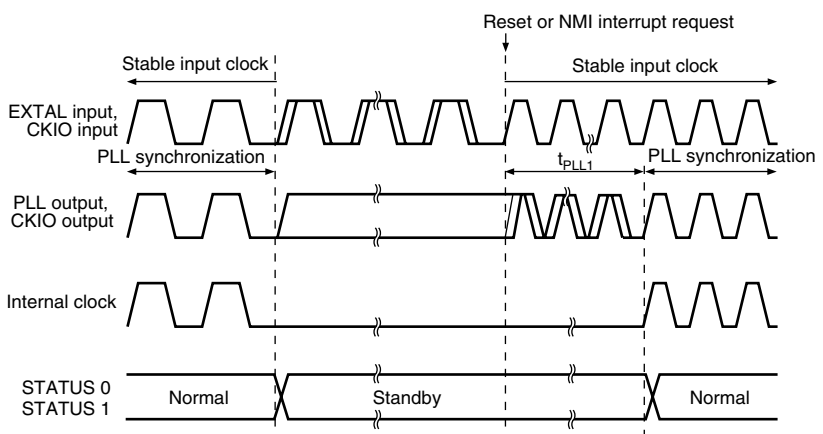 Reset or NMI interrupt request
Stable input clock
Stable input clock
EXTAL input,
CKIO input
PLL synchronization
tPLL1
PLL synchronization
PLL output,
CKIO output
Internal clock
STATUS 0
STATUS 1
Normal
Standby
Normal